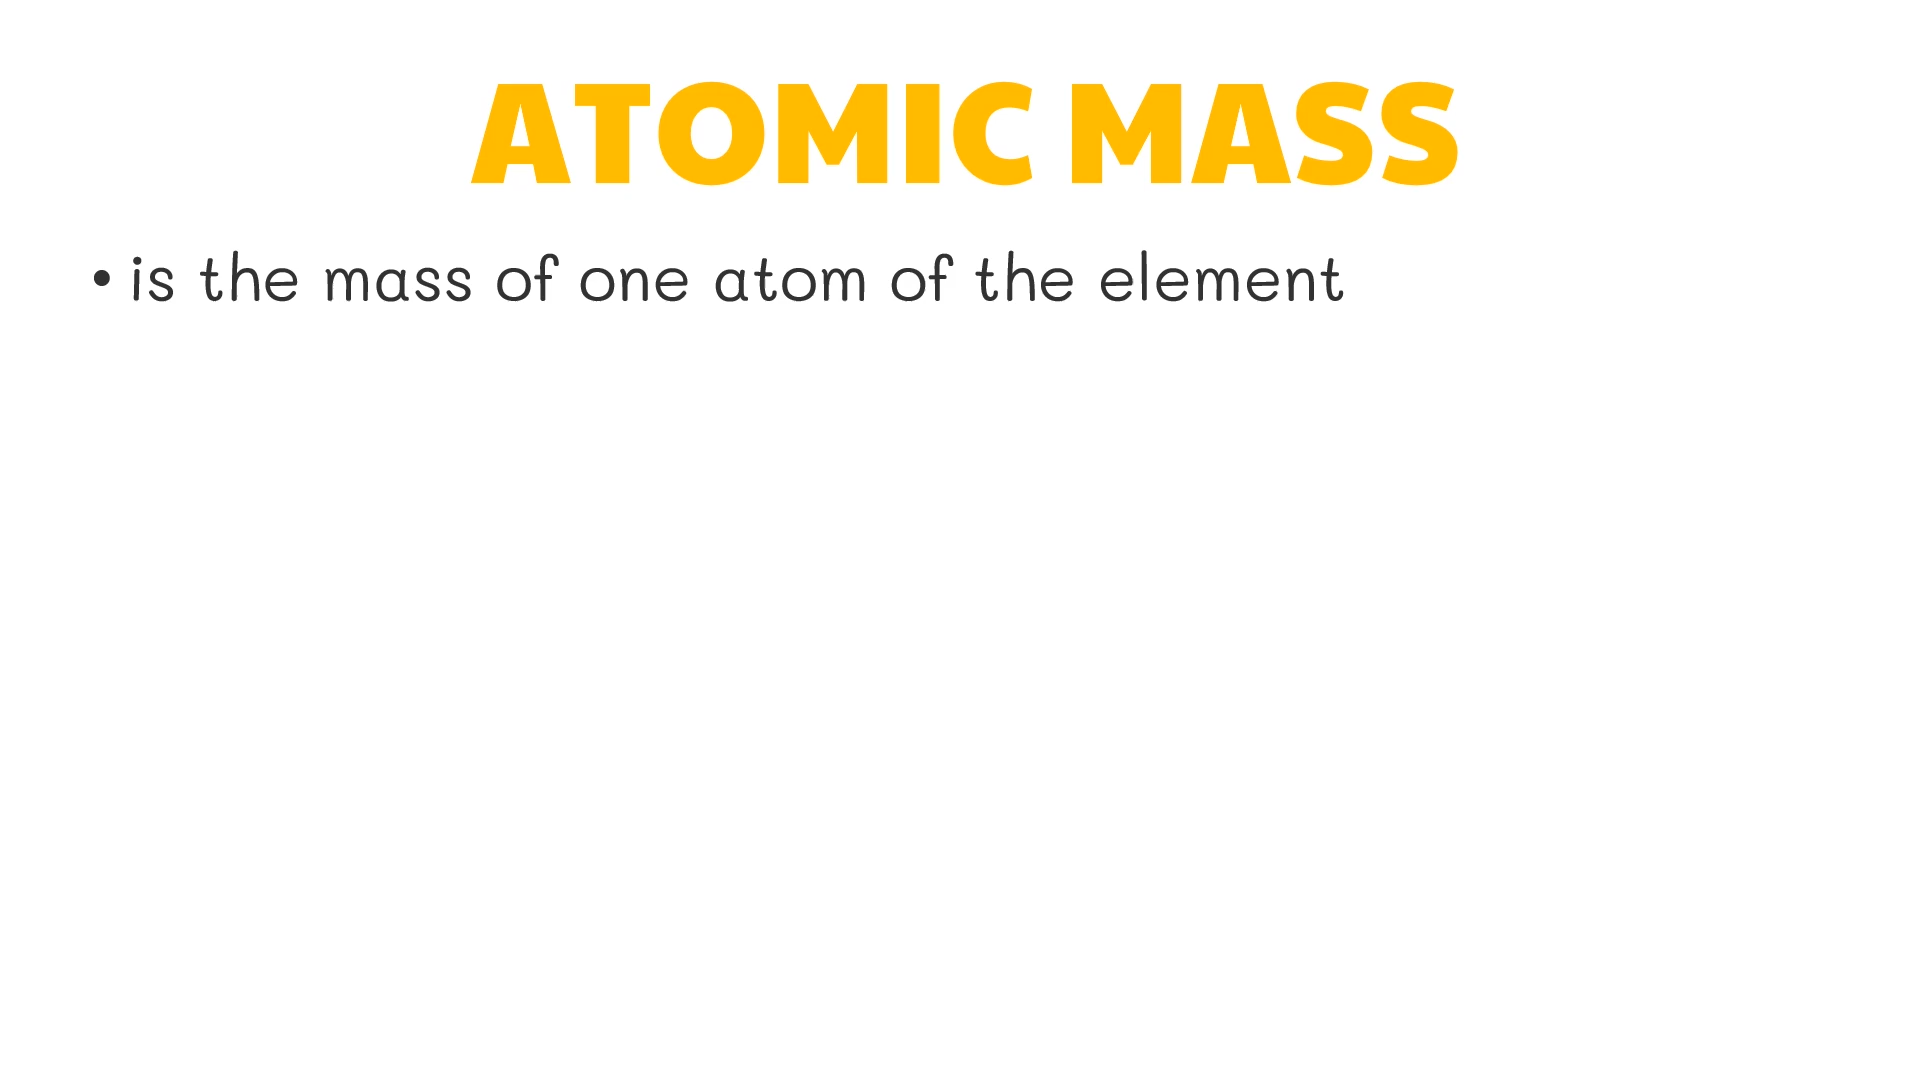 ATOMIC MASS
• is the mass of one atom of the element